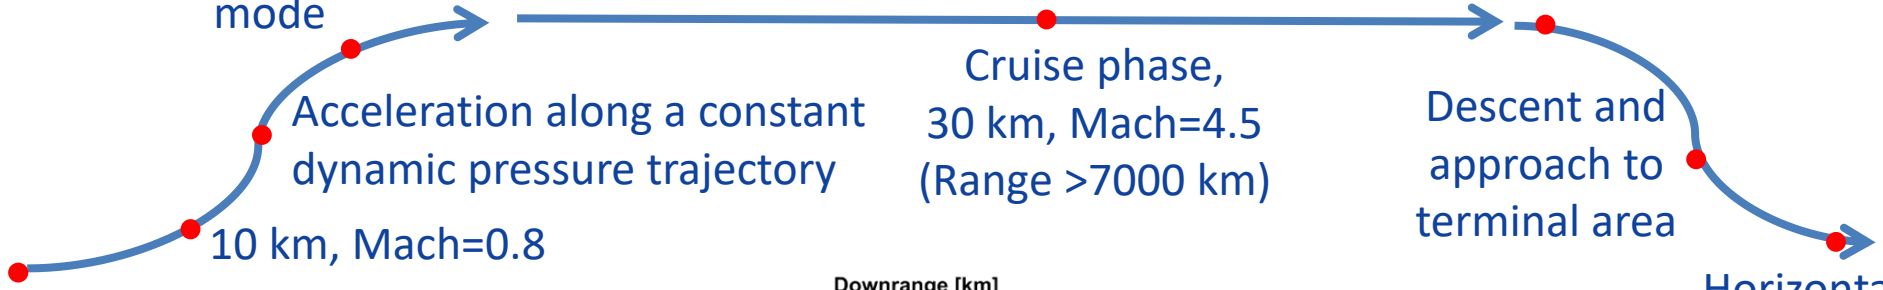 mode
Acceleration along a constant
dynamic pressure trajectory
10 km, Mach=0.8
Cruise phase,
30 km, Mach=4.5
(Range >7000 km)
Descent and
approach to
terminal area
Downrange [km]